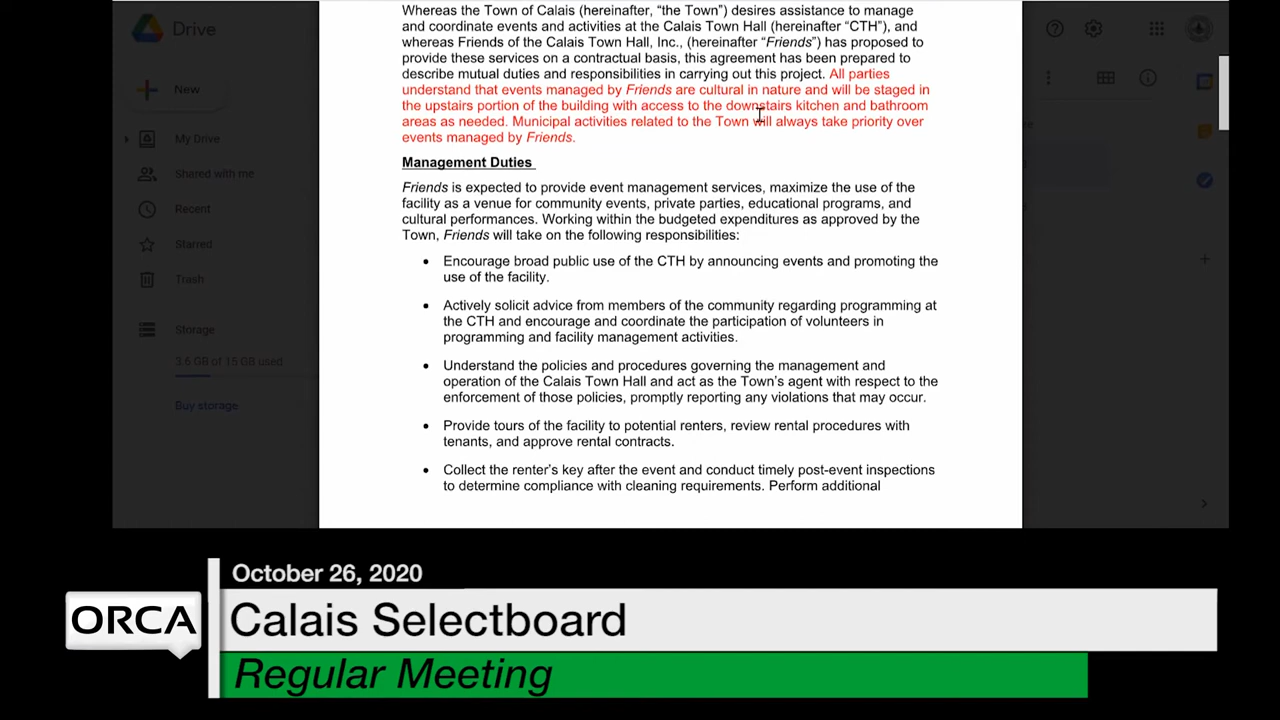 Whereas the Town of Calais (hereinafter, “the Town”) desires assistance to manage
and coordinate events and activities at the Calais Town Hall (hereinafter “CTH”), and
whereas Friends of the Calais Town Hall, Inc., (hereinafter “Friends”) has proposed to
provide these services on a contractual basis, this agreement has been prepared to
describe mutual duties and responsibilities in carrying out this project. All parties
understand that events managed by Friends are cultural in nature and will be staged in
the upstairs portion of the building with access to the downstairs kitchen and bathroom
areas as needed. Municipal activities related to the Town will always take priority over
events managed by Friends.
Management Duties
Friends is expected to provide event management services, maximize the use of the
facility as a venue for community events, private parties, educational programs, and
cultural performances. Working within the budgeted expenditures as approved by the
Town, Friends will take on the following responsibilities:
• Encourage broad public use of the CTH by announcing events and promoting the
use of the facility.
• Actively solicit advice from members of the community regarding programming at
the CTH and encourage and coordinate the participation of volunteers in
programming and facility management activities.
• Understand the policies and procedures governing the management and
operation of the Calais Town Hall and act as the Town’s agent with respect to the
enforcement of those policies, promptly reporting any violations that may occur.
• Provide tours of the facility to potential renters, review rental procedures with
tenants, and approve rental contracts.
• Collect the renter’s key after the event and conduct timely post-event inspections
to determine compliance with cleaning requirements. Perform additional
Drive
New
My Drive
Shared with me
Recent
Starred
Trash
Storage
3.6 GB of 15 GB used
Buy storage
October 26, 2020
ORCA
Calais Selectboard
Regular Meeting